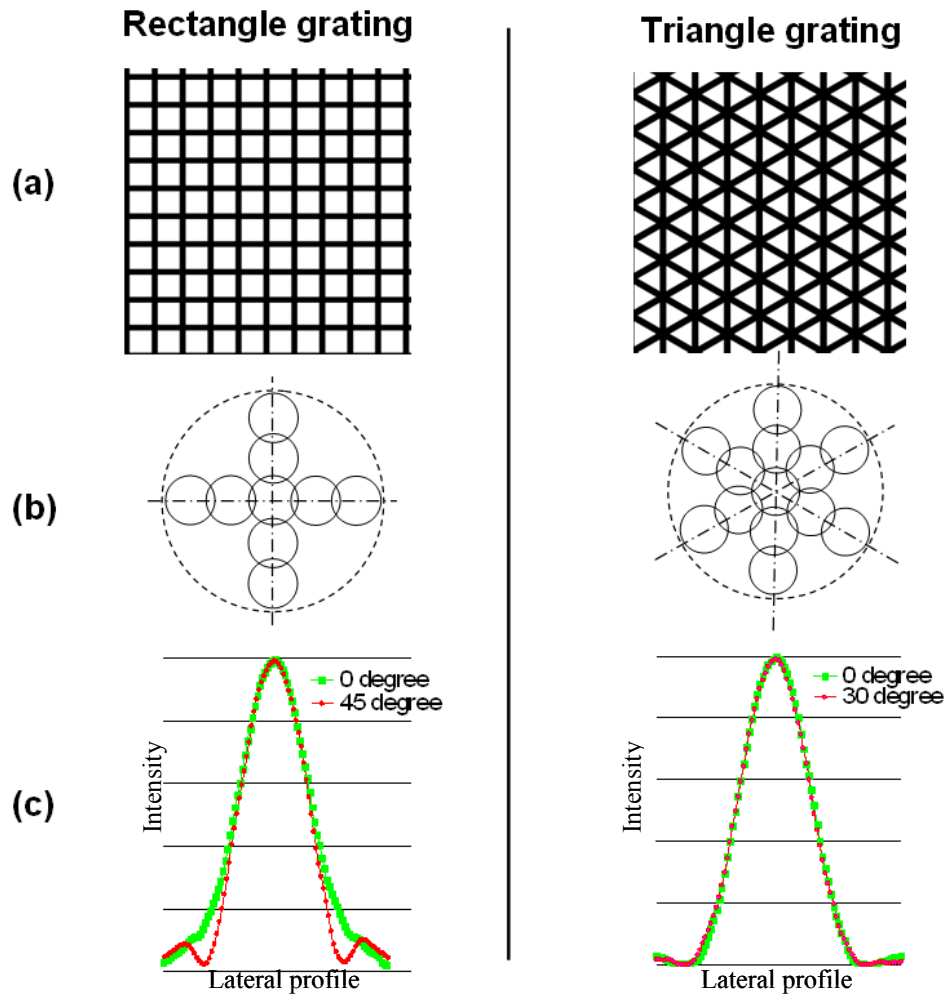 Rectangle grating
Triangle grating
(a)
(b)
(c)
0 degree
45 degree
Intensity
Lateral profile
0 degree
30 degree
Intensity
Lateral profile